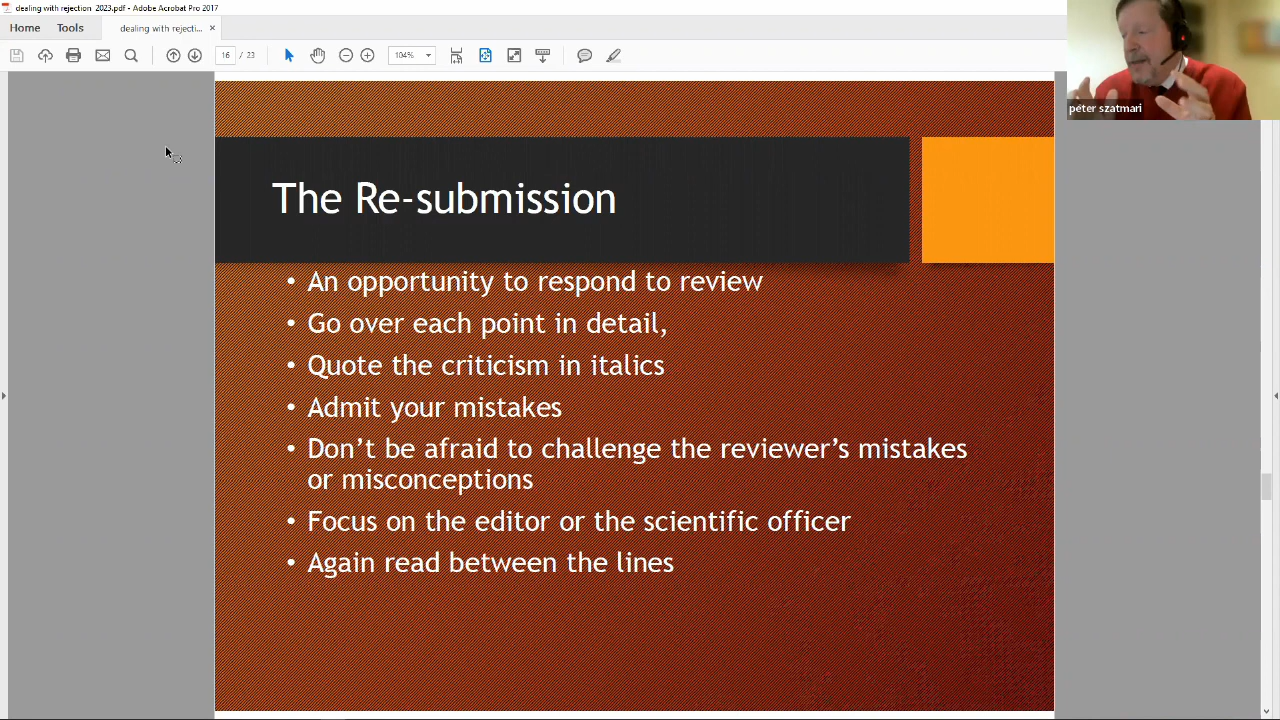 dealing with rejection 2023.pdf - Adobe Acrobat Pro 2017
Home Tools dealing with rejecti... ×
16 / 23 104%
peter szatmari
The Re-submission
• An opportunity to respond to review
• Go over each point in detail,
• Quote the criticism in italics
• Admit your mistakes
• Don’t be afraid to challenge the reviewer’s mistakes
or misconceptions
• Focus on the editor or the scientific officer
• Again read between the lines